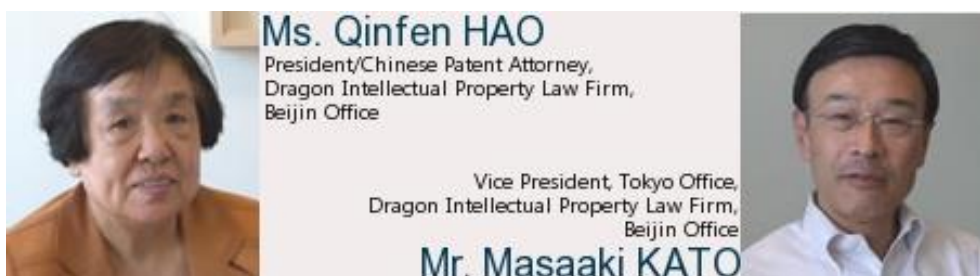 Ms. Qinfen HAO
President/Chinese Patent Attorney,
Dragon Intellectual Property Law Firm,
Beijin Office
Vice President, Tokyo Office,
Dragon Intellectual Property Law Firm,
Beijin Office
Mr. Masaaki KATO